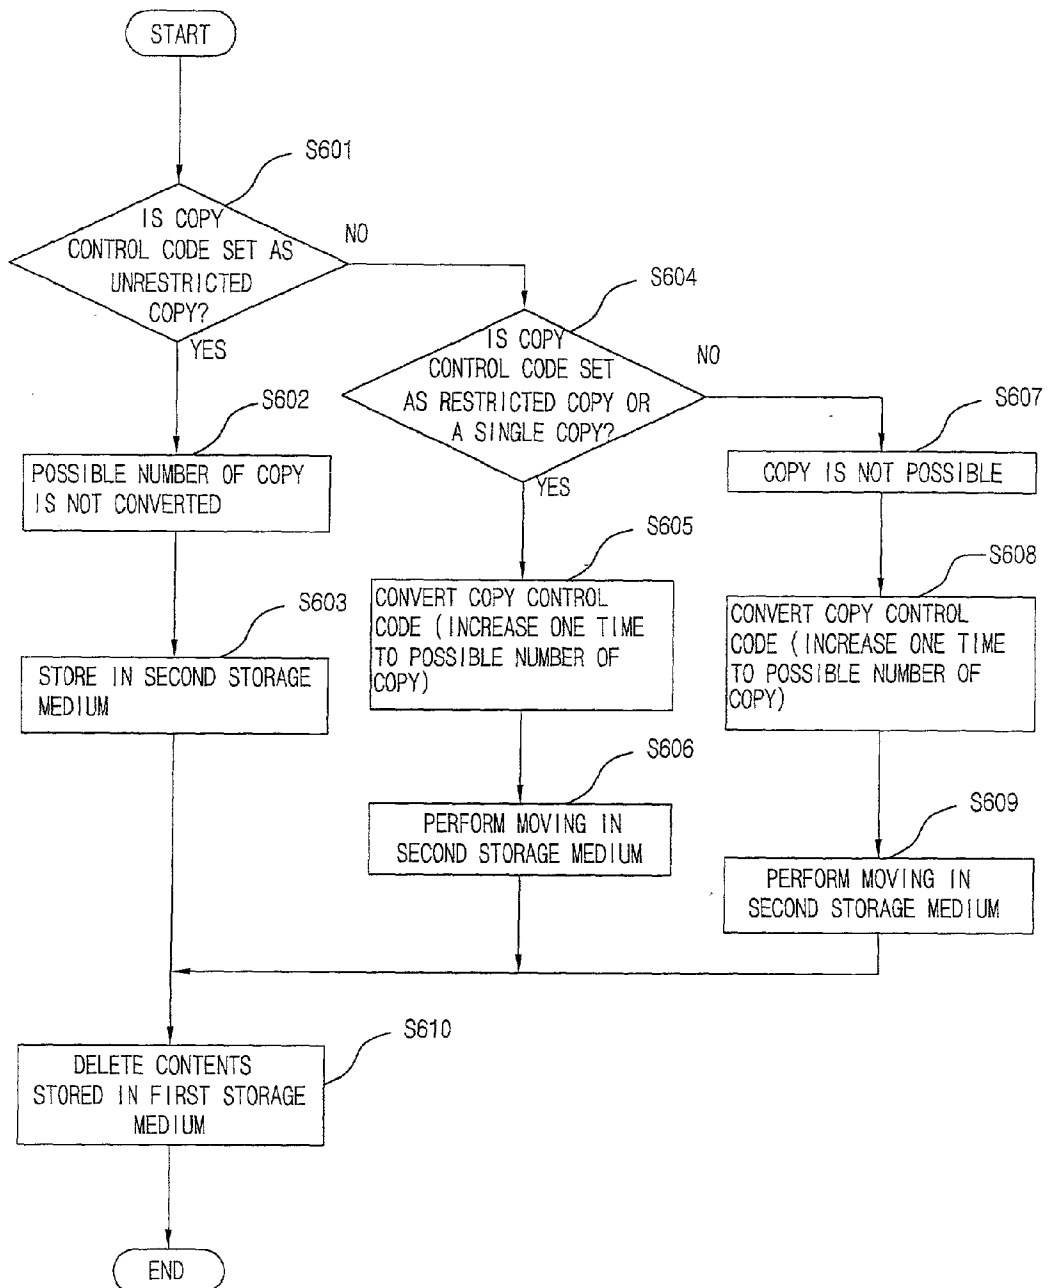 START
S601
IS COPY
CONTROL CODE SET AS
UNRESTRICTED
COPY?
NO
YES
S604
IS COPY
CONTROL CODE SET
AS RESTRICTED COPY OR
A SINGLE COPY?
NO
YES
S602
POSSIBLE NUMBER OF COPY
IS NOT CONVERTED
S607
COPY IS NOT POSSIBLE
S603
STORE IN SECOND STORAGE
MEDIUM
S605
CONVERT COPY CONTROL
CODE (INCREASE ONE TIME
TO POSSIBLE NUMBER OF
COPY)
S608
CONVERT COPY CONTROL
CODE (INCREASE ONE TIME
TO POSSIBLE NUMBER OF
COPY)
S606
PERFORM MOVING IN
SECOND STORAGE MEDIUM
S609
PERFORM MOVING IN
SECOND STORAGE MEDIUM
S610
DELETE CONTENTS
STORED IN FIRST STORAGE
MEDIUM
END